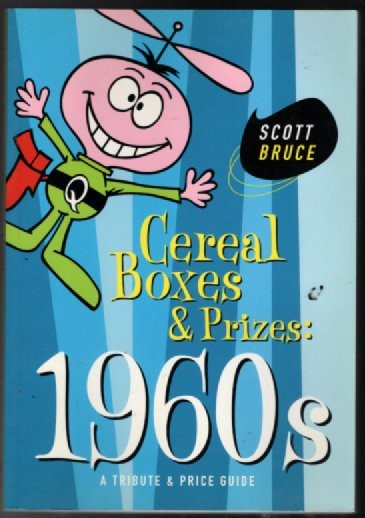 SCOTT
BRUCE
Q
Cereal
Boxes
& Prizes:
1960s
A TRIBUTE & PRICE GUIDE